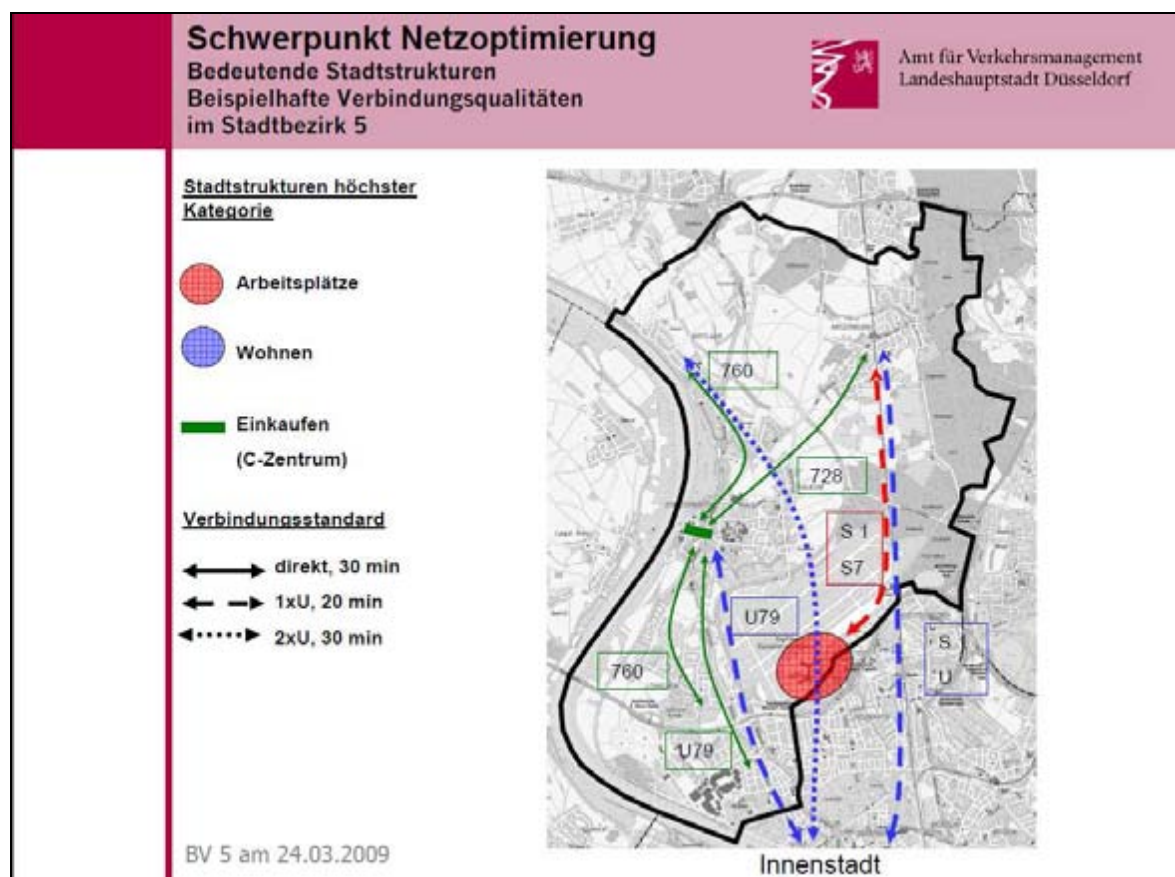 Schwerpunkt Netzoptimierung
Bedeutende Stadtstrukturen
Beispielhafte Verbindungsqualitäten
im Stadtbezirk 5
Amt für Verkehrsmanagement
Landeshauptstadt Düsseldorf
Stadtstrukturen höchster
Kategorie
Arbeitsplätze
Wohnen
Einkaufen
(C-Zentrum)
Verbindungsstandard
direkt, 30 min
1xU, 20 min
2xU, 30 min
760
728
S 1
S7
U79
S
U
760
U79
Innenstadt
BV 5 am 24.03.2009